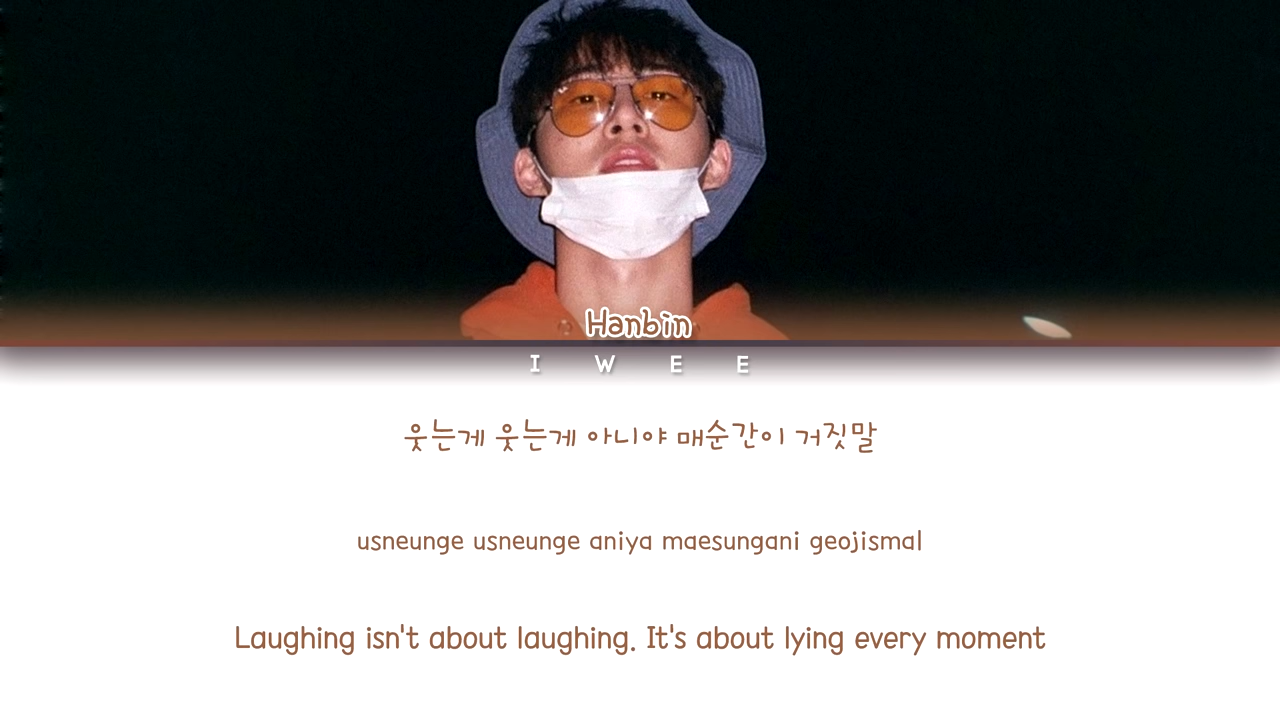 Hanbin
I W E E
웃는게 웃는게 아니야 매순간이 거짓말
usneunge usneunge aniya maesungani geojismal
Laughing isn't about laughing. It's about lying every moment